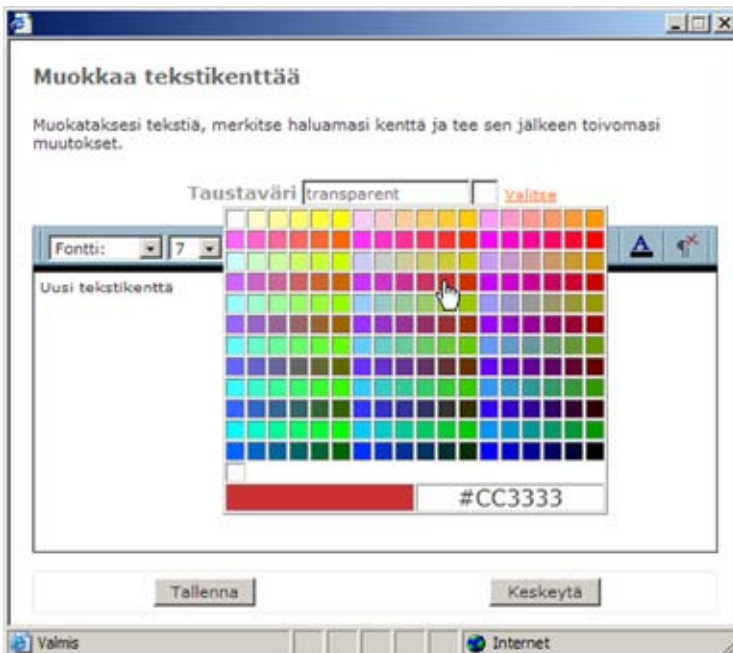 Muokkaa tekstikenttää
Muokataksesi tekstiä, merkitse haluamasi kenttä ja tee sen jälkeen toivomasi
muutokset.
Taustaväri transparent Valitse
Fontti: 7 A
Uusi tekstikenttä
#CC3333
Tallenna Keskeytä
Valmis Internet